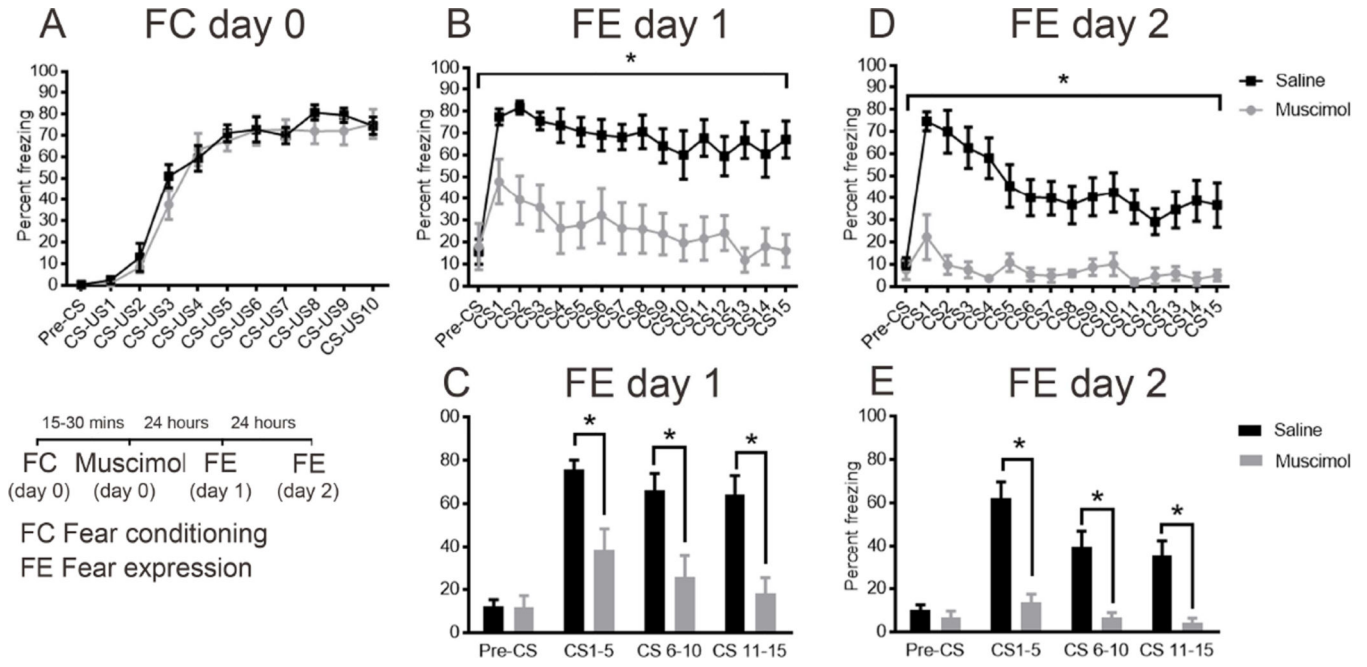 A FC day 0
Percent freezing
100
90
80
70
60
50
40
30
20
10
0
Pre-CS
CS-US1
CS-US2
CS-US3
CS-US4
CS-US5
CS-US6
CS-US7
CS-US8
CS-US9
CS-US10
B FE day 1
*
Percent freezing
100
90
80
70
60
50
40
30
20
10
0
Pre-CS
CS1
CS2
CS3
CS4
CS5
CS6
CS7
CS8
CS9
CS10
CS11
CS12
CS13
CS14
CS15
D FE day 2
*
Percent freezing
100
90
80
70
60
50
40
30
20
10
0
Pre-CS
CS1
CS2
CS3
CS4
CS5
CS6
CS7
CS8
CS9
CS10
CS11
CS12
CS13
CS14
CS15
Saline
Muscimol
15-30 mins 24 hours 24 hours
FC Muscimol FE FE
(day 0) (day 0) (day 1) (day 2)
FC Fear conditioning
FE Fear expression
C FE day 1
100
80
60
40
20
0
* * *
Pre-CS CS1-5 CS 6-10 CS 11-15
E FE day 2
Percent freezing
100
80
60
40
20
0
* * *
Pre-CS CS1-5 CS 6-10 CS 11-15
Saline
Muscimol